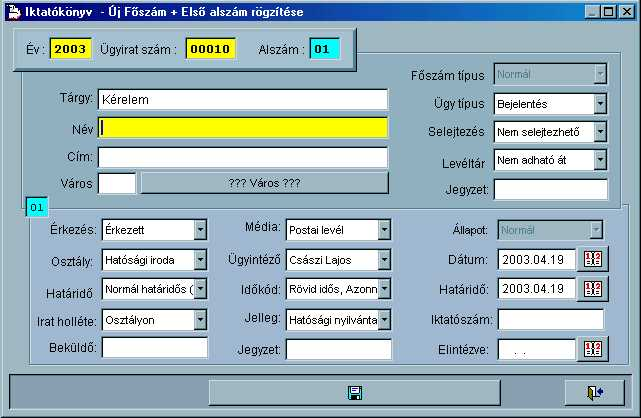 Iktatókönyv - Új Főszám + Első alszám rögzítése
Év : 2003 Ügyirat szám : 00010 Alszám : 01
Főszám típus Normál
Tárgy: Kérelem
Ügy típus Bejelentés
Név
Selejtezés Nem selejtezhető
Cím:
Levéltár Nem adható át
Város ??? Város ???
Jegyzet:
01
Érkezés: Érkezett Média: Postai levél Állapot: Normál
Osztály: Hatósági iroda Ügyintéző Császi Lajos Dátum: 2003.04.19
Határidő Normál határidős ( Időkód: Rövid idős, Azonn Határidő: 2003.04.19
Irat holléte: Osztályon Jelleg: Hatósági nyilvánta Iktatószám:
Beküldő: Jegyzet: Elintézve: . .